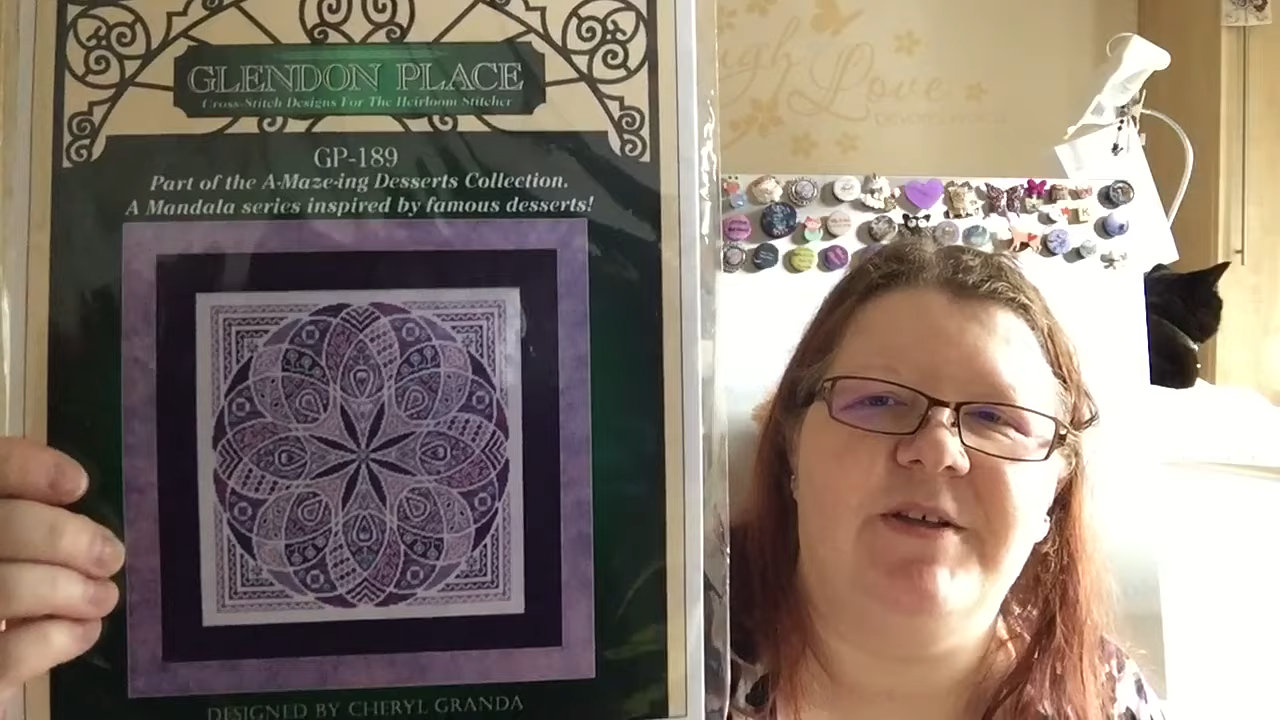 GLENDON PLACE
Cross-Stitch Designs For The Heirloom Stitcher
GP-189
Part of the A-Maze-ing Desserts Collection.
A Mandala series inspired by famous desserts!
DESIGNED BY CHERYL GRANDA
Love